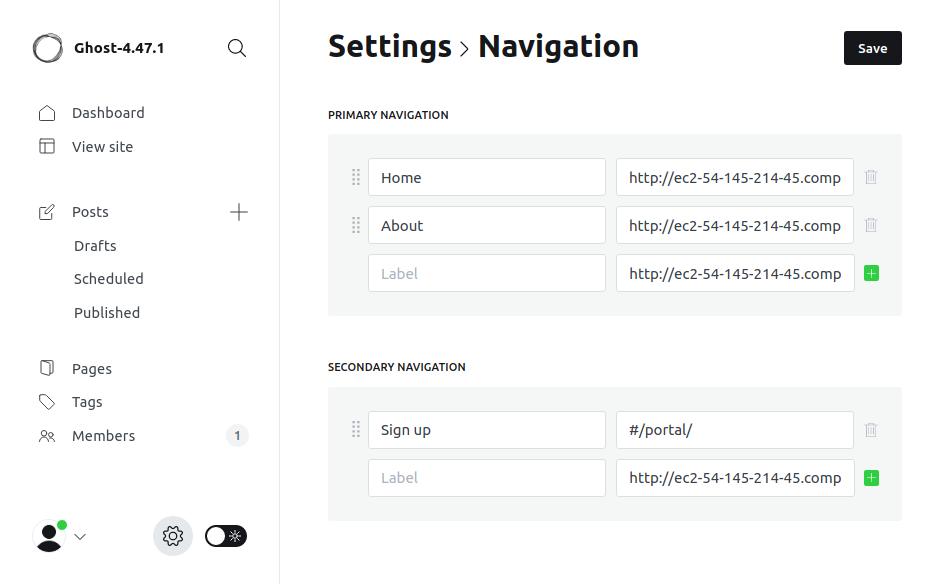 Ghost-4.47.1
Dashboard
View site
Posts
Drafts
Scheduled
Published
Pages
Tags
Members 1
Settings > Navigation
Save
PRIMARY NAVIGATION
Home http://ec2-54-145-214-45.comp
About http://ec2-54-145-214-45.comp
Label http://ec2-54-145-214-45.comp
SECONDARY NAVIGATION
Sign up #/portal/
Label http://ec2-54-145-214-45.comp